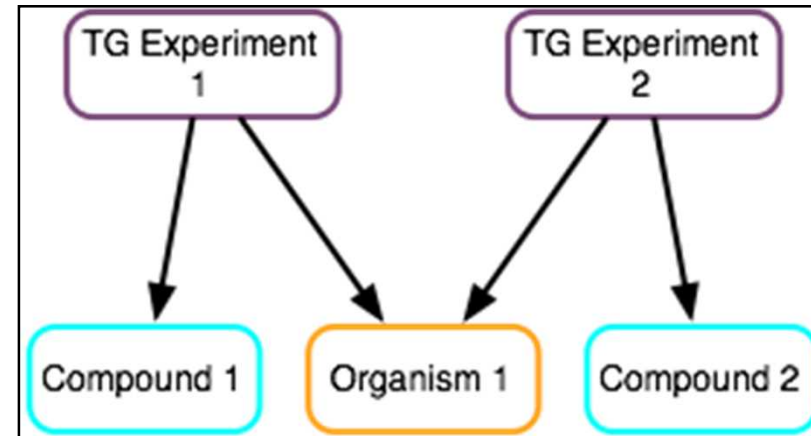 TG Experiment
1
TG Experiment
2
Compound 1
Organism 1
Compound 2